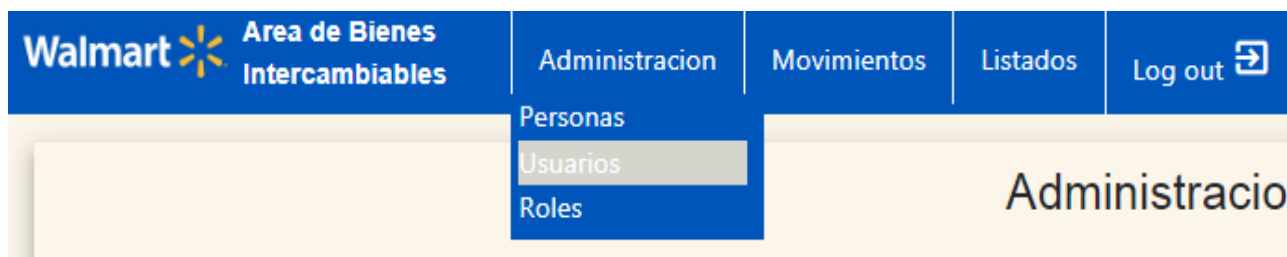 Walmart
Area de Bienes
Intercambiables
Administracion
Movimientos
Listados
Log out
Personas
Usuarios
Roles
Administracio